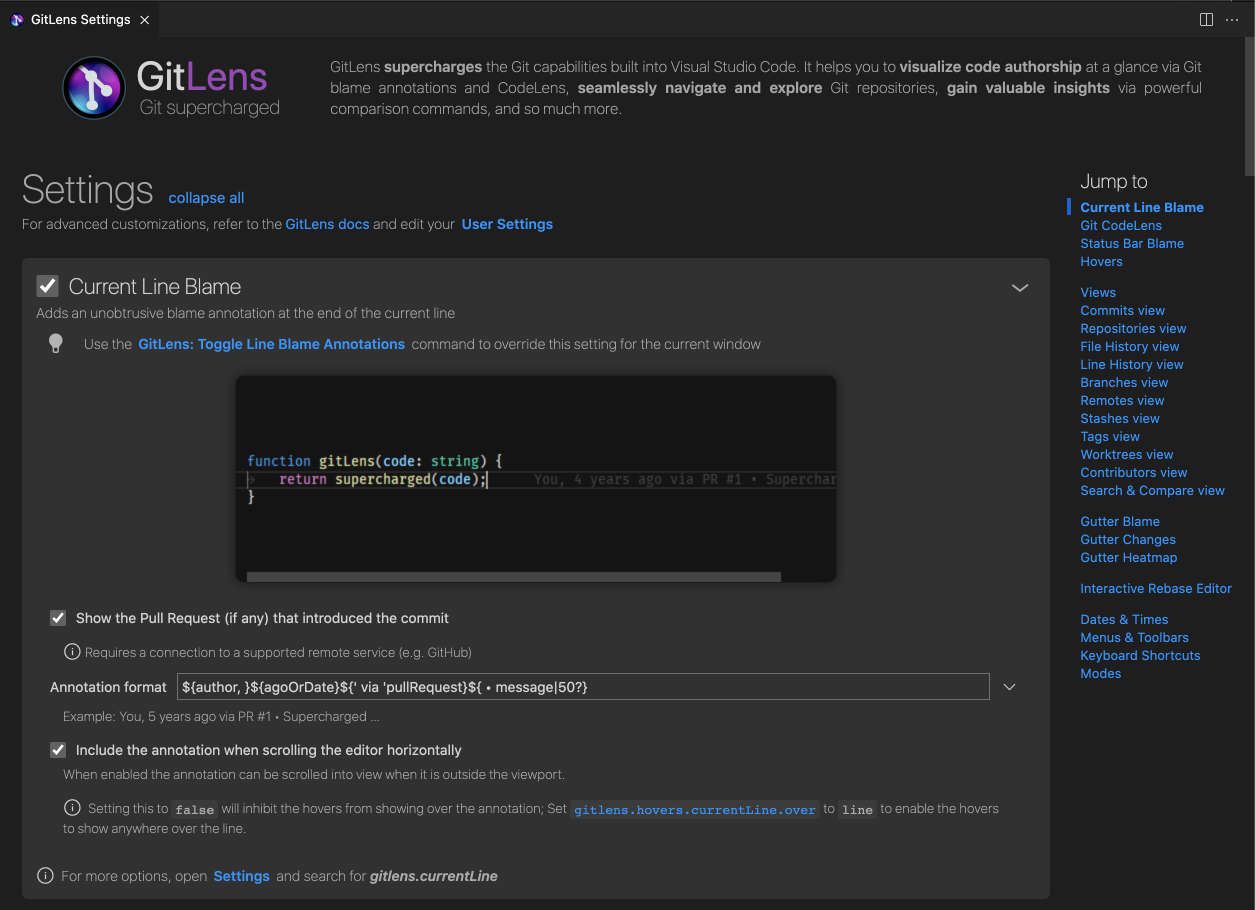 GitLens Settings
GitLens
Git supercharged
GitLens supercharges the Git capabilities built into Visual Studio Code. It helps you to visualize code authorship at a glance via Git
blame annotations and CodeLens, seamlessly navigate and explore Git repositories, gain valuable insights via powerful
comparison commands, and so much more.
Settings collapse all
For advanced customizations, refer to the GitLens docs and edit your User Settings
Current Line Blame
Adds an unobtrusive blame annotation at the end of the current line
Use the GitLens: Toggle Line Blame Annotations command to override this setting for the current window
function gitLens(code: string) {
return supercharged(code); You, 4 years ago via PR #1 • Superchar
}
Show the Pull Request (if any) that introduced the commit
Requires a connection to a supported remote service (e.g. GitHub)
Annotation format ${author, }${agoOrDate}${' via 'pullRequest}${ • message|50?}
Example: You, 5 years ago via PR #1 • Supercharged ...
Include the annotation when scrolling the editor horizontally
When enabled the annotation can be scrolled into view when it is outside the viewport.
Setting this to false will inhibit the hovers from showing over the annotation; Set gitlens.hovers.currentLine.over to line to enable the hovers
to show anywhere over the line.
For more options, open Settings and search for gitlens.currentLine
Jump to
Current Line Blame
Git CodeLens
Status Bar Blame
Hovers
Views
Commits view
Repositories view
File History view
Line History view
Branches view
Remotes view
Stashes view
Tags view
Worktrees view
Contributors view
Search & Compare view
Gutter Blame
Gutter Changes
Gutter Heatmap
Interactive Rebase Editor
Dates & Times
Menus & Toolbars
Keyboard Shortcuts
Modes